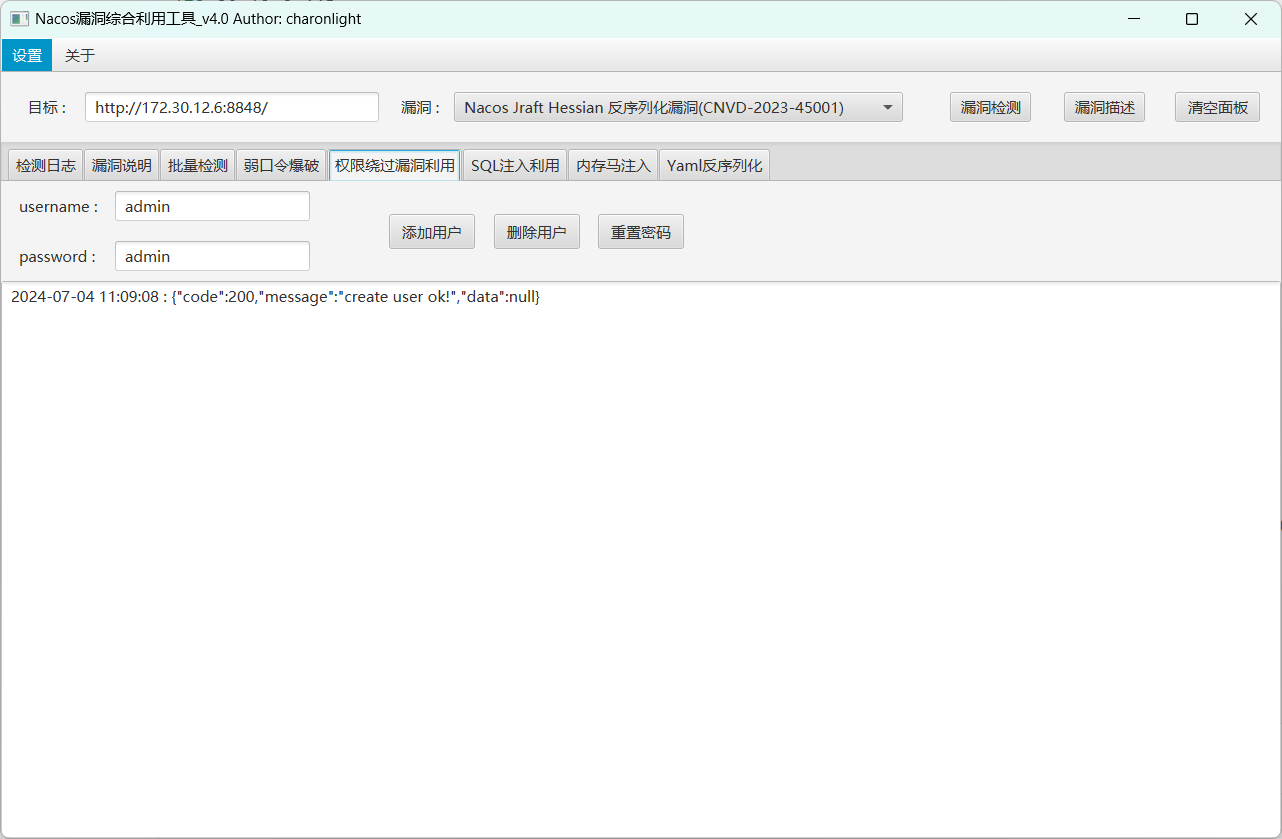 Nacos漏洞综合利用工具_v4.0 Author: charonlight
设置 关于
目标 : http://172.30.12.6:8848/ 漏洞 : Nacos Jraft Hessian 反序列化漏洞(CNVD-2023-45001) 漏洞检测 漏洞描述 清空面板
检测日志 漏洞说明 批量检测 弱口令爆破 权限绕过漏洞利用 SQL注入利用 内存马注入 Yaml反序列化
username : admin
添加用户 删除用户 重置密码
password : admin
2024-07-04 11:09:08 : {"code":200,"message":"create user ok!","data":null}